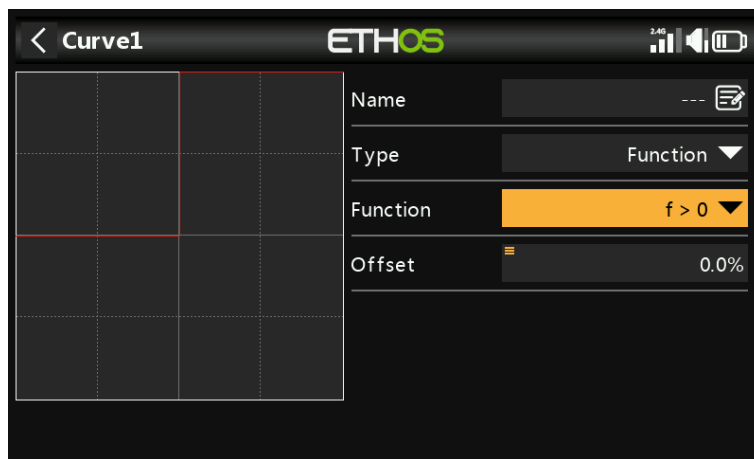 Curve1
ETHOS
2.4G
Name ---
Type Function
Function f > 0
Offset 0.0%